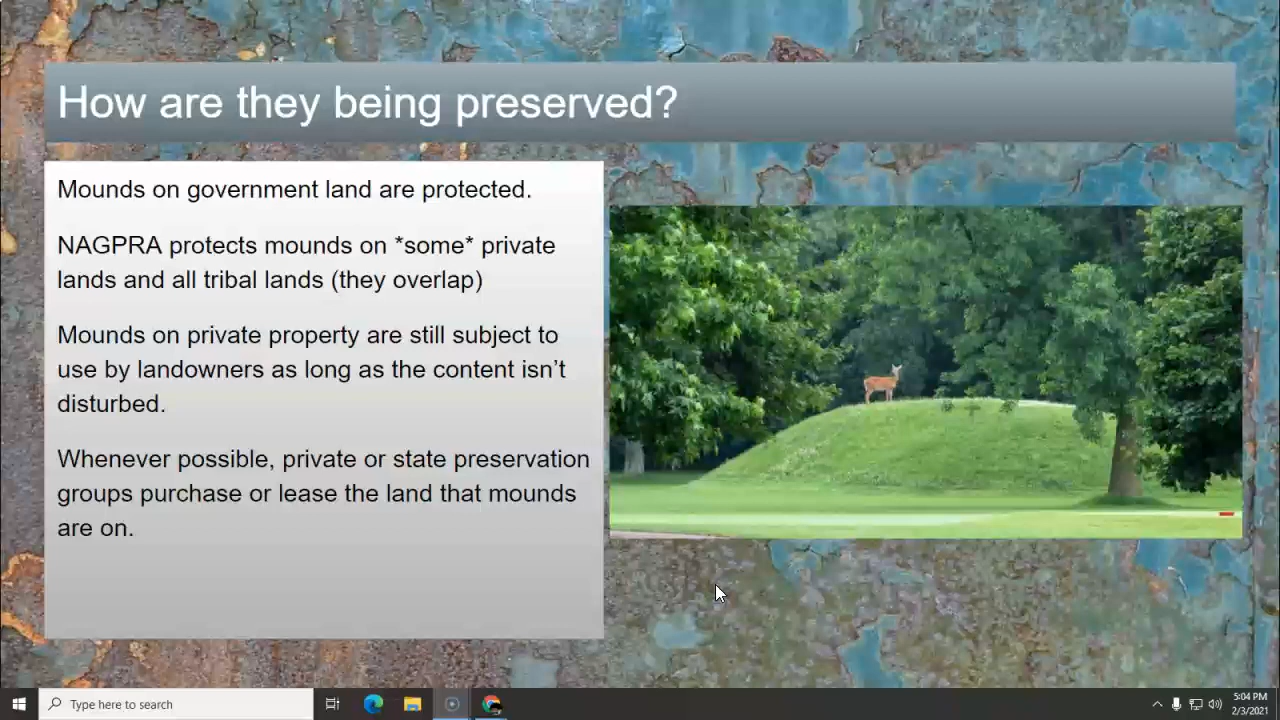 How are they being preserved?
Mounds on government land are protected.
NAGPRA protects mounds on *some* private
lands and all tribal lands (they overlap)
Mounds on private property are still subject to
use by landowners as long as the content isn’t
disturbed.
Whenever possible, private or state preservation
groups purchase or lease the land that mounds
are on.
Type here to search
5:04 PM
2/3/2021